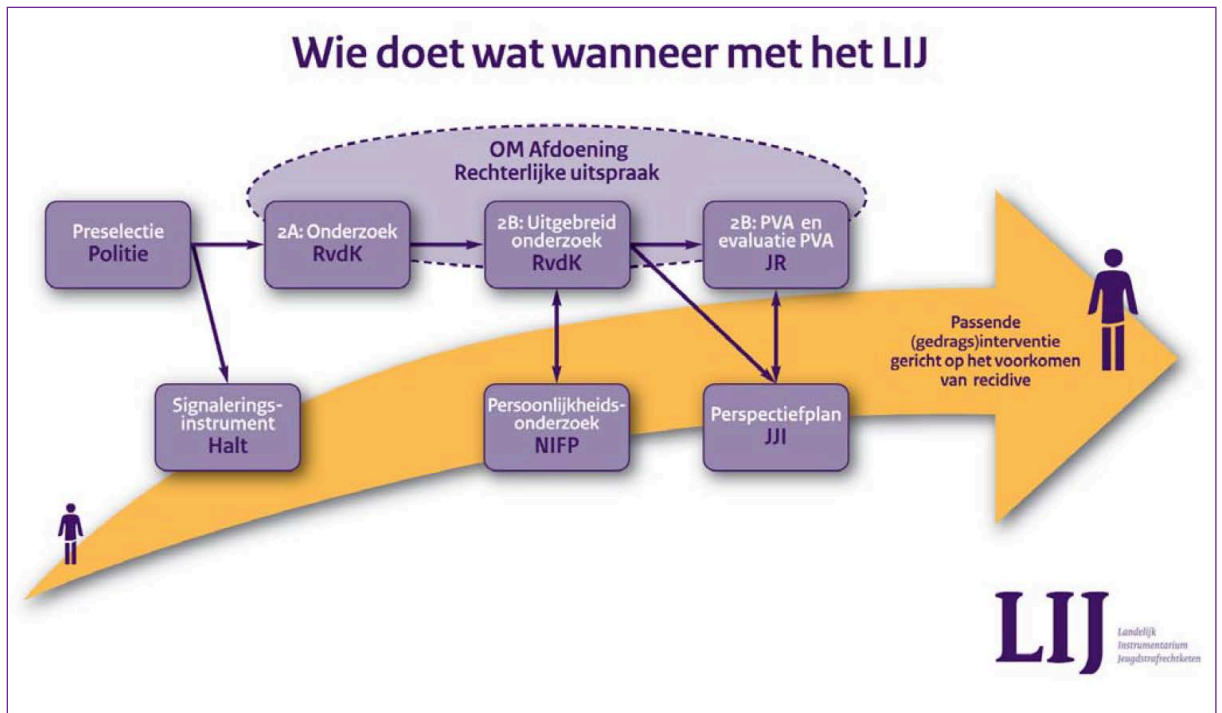 Wie doet wat wanneer met het LIJ
OM Afdoening
Rechterlijke uitspraak
Preselectie
Politie
2A: Onderzoek
RvdK
2B: Uitgebreid
onderzoek
RvdK
2B: PVA en
evaluatie PVA
JR
Signalerings-
instrument
Halt
Persoonlijkheids-
onderzoek
NIFP
Perspectiefplan
JJI
Passende
(gedrags)interventie
gericht op het voorkomen
van recidive
LIJ
Landelijk
Instrumentarium
Jeugdstrafrechtketen